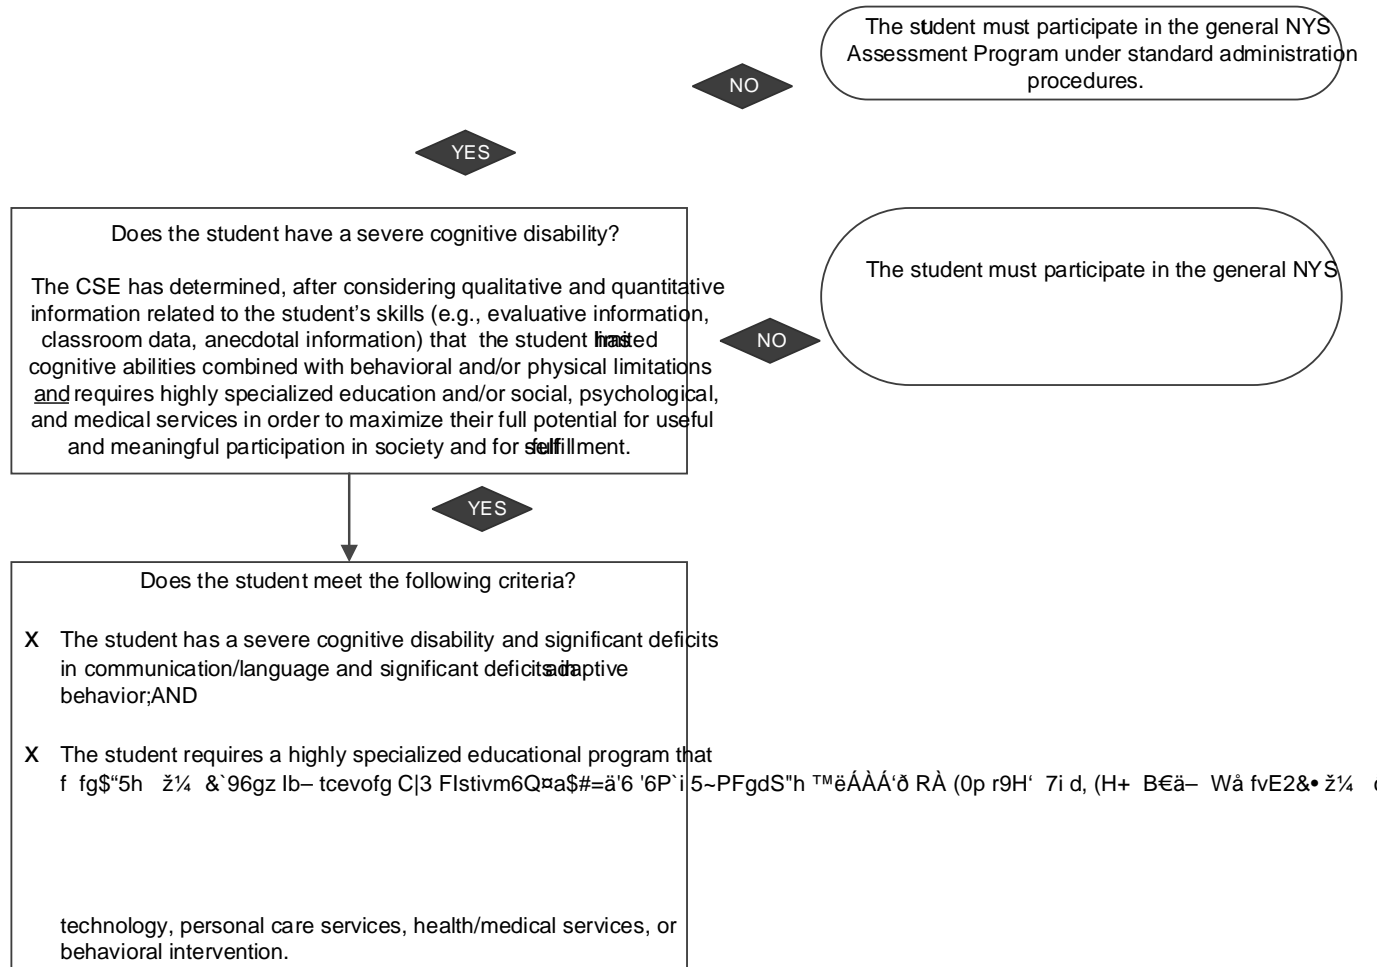 The student must participate in the general NYS
Assessment Program under standard administration
procedures.
NO
YES
Does the student have a severe cognitive disability?
The CSE has determined, after considering qualitative and quantitative
information related to the student's skills (e.g., evaluative information,
classroom data, anecdotal information) that the student has limited
cognitive abilities combined with behavioral and/or physical limitations
and requires highly specialized education and/or social, psychological,
and medical services in order to maximize their full potential for useful
and meaningful participation in society and for self-fulfillment.
The student must participate in the general NYS
NO
YES
Does the student meet the following criteria?
X The student has a severe cognitive disability and significant deficits
in communication/language and significant deficits in adaptive
behavior;AND
X The student requires a highly specialized educational program that
technology, personal care services, health/medical services, or
behavioral intervention.